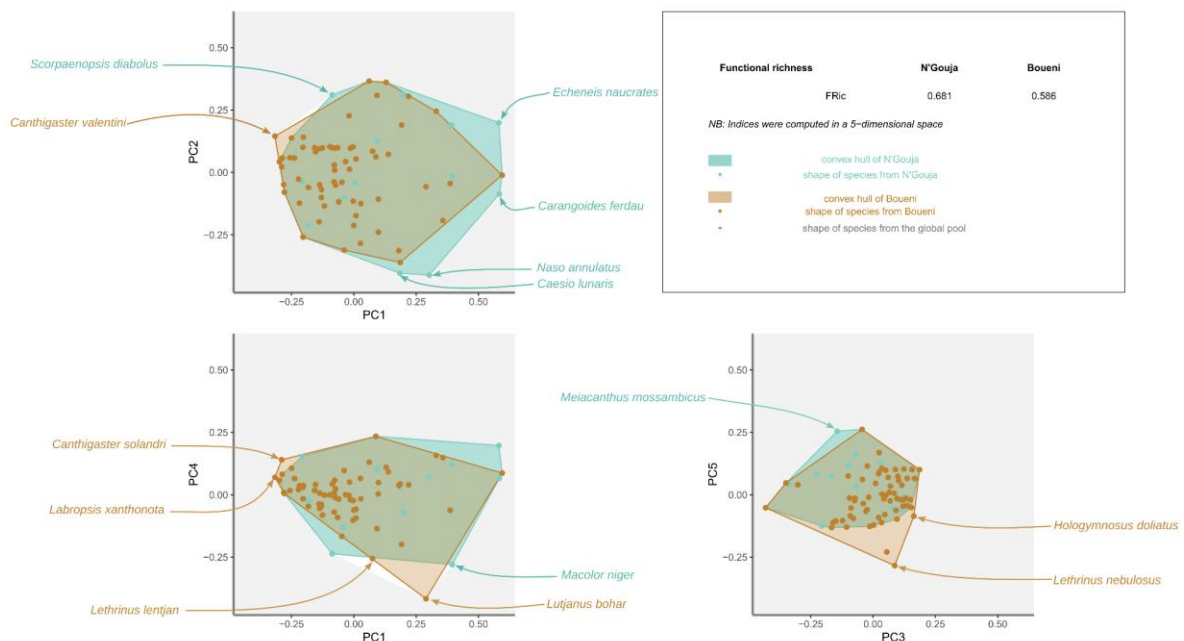 Scorpaenopsis diabolus
Canthigaster valentini
Echeneis naucrates
Carangoides ferdau
Naso annulatus
Caesio lunaris
PC2
0.50
0.25
0.00
−0.25
−0.25
0.00
0.25
0.50
PC1
Functional richness N'Gouja Boueni
FRic 0.681 0.586
NB: Indices were computed in a 5−dimensional space
convex hull of N'Gouja
shape of species from N'Gouja
convex hull of Boueni
shape of species from Boueni
shape of species from the global pool
Canthigaster solandri
Labropsis xanthonota
Lethrinus lentjan
Macolor niger
Lutjanus bohar
PC4
0.50
0.25
0.00
−0.25
−0.25
0.00
0.25
0.50
PC1
Meiacanthus mossambicus
Hologymnosus doliatus
Lethrinus nebulosus
PC5
0.50
0.25
0.00
−0.25
−0.25
0.00
0.25
0.50
PC3